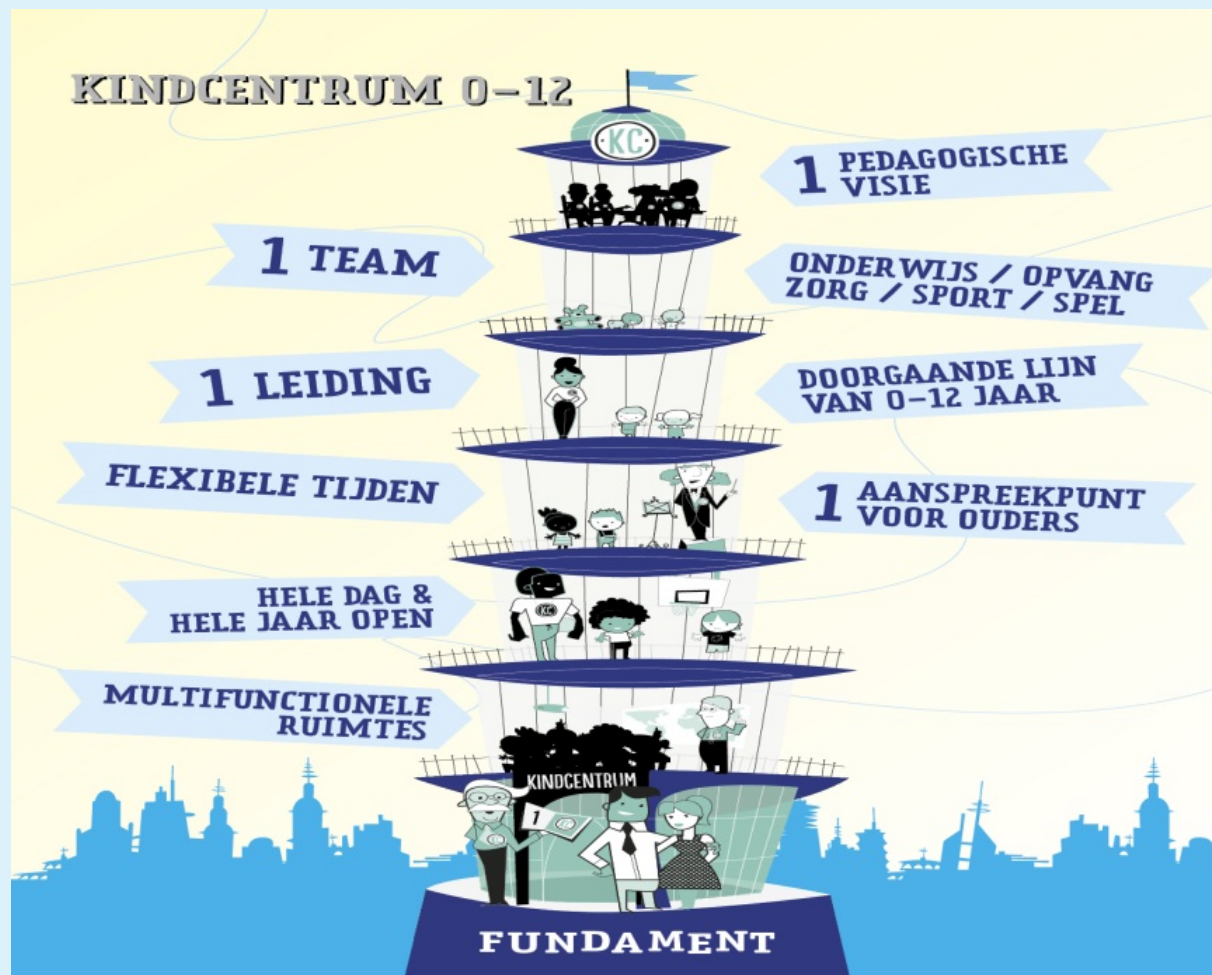 KINDCENTRUM 0-12
KC
1 PEDAGOGISCHE
VISIE
1 TEAM
ONDERWIJS / OPVANG
ZORG / SPORT / SPEL
1 LEIDING
DOORGAANDE LIJN
VAN 0-12 JAAR
FLEXIBELE TIJDEN
1 AANSPREEKPUNT
VOOR OUDERS
HELE DAG &
HELE JAAR OPEN
KC
MULTIFUNCTIONELE
RUIMTES
KINDCENTRUM
1
FUNDAMENT